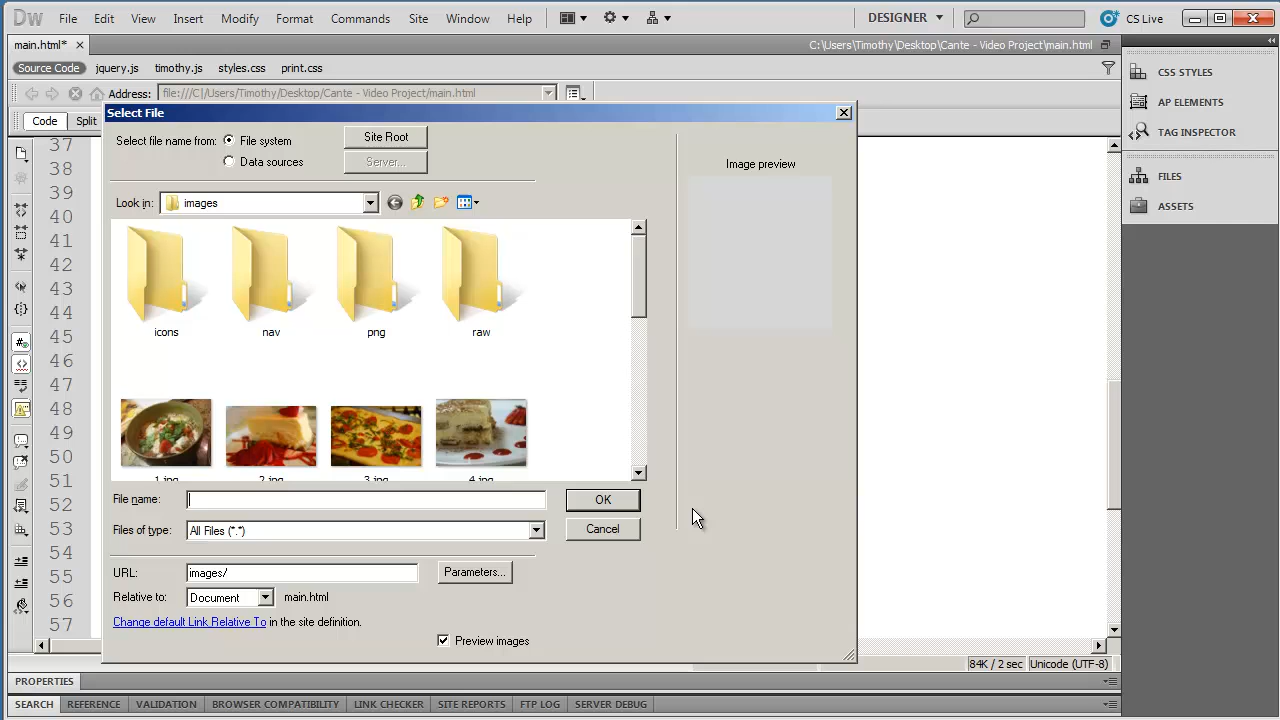 Dw File Edit View Insert Modify Format Commands Site Window Help DESIGNER CS Live
main.html* C:\Users\Timothy\Desktop\Cante - Video Project\main.html
Source Code jquery.js timothy.js styles.css print.css
Address: file:///C|/Users/Timothy/Desktop/Cante - Video Project/main.html
Code Split
Select File
Select file name from: File system Site Root
Data sources Server...
Look in: images
Image preview
icons nav png raw
1.jpg 2.jpg 3.jpg 4.jpg
File name: OK
Files of type: All Files (*.*) Cancel
URL: images/ Parameters...
Relative to: Document main.html
Change default Link Relative To in the site definition.
Preview images
37
38
39
40
41
42
43
44
45
46
47
48
49
50
51
52
53
54
55
56
57
CSS STYLES
AP ELEMENTS
TAG INSPECTOR
FILES
ASSETS
84K / 2 sec Unicode (UTF-8)
PROPERTIES
SEARCH REFERENCE VALIDATION BROWSER COMPATIBILITY LINK CHECKER SITE REPORTS FTP LOG SERVER DEBUG